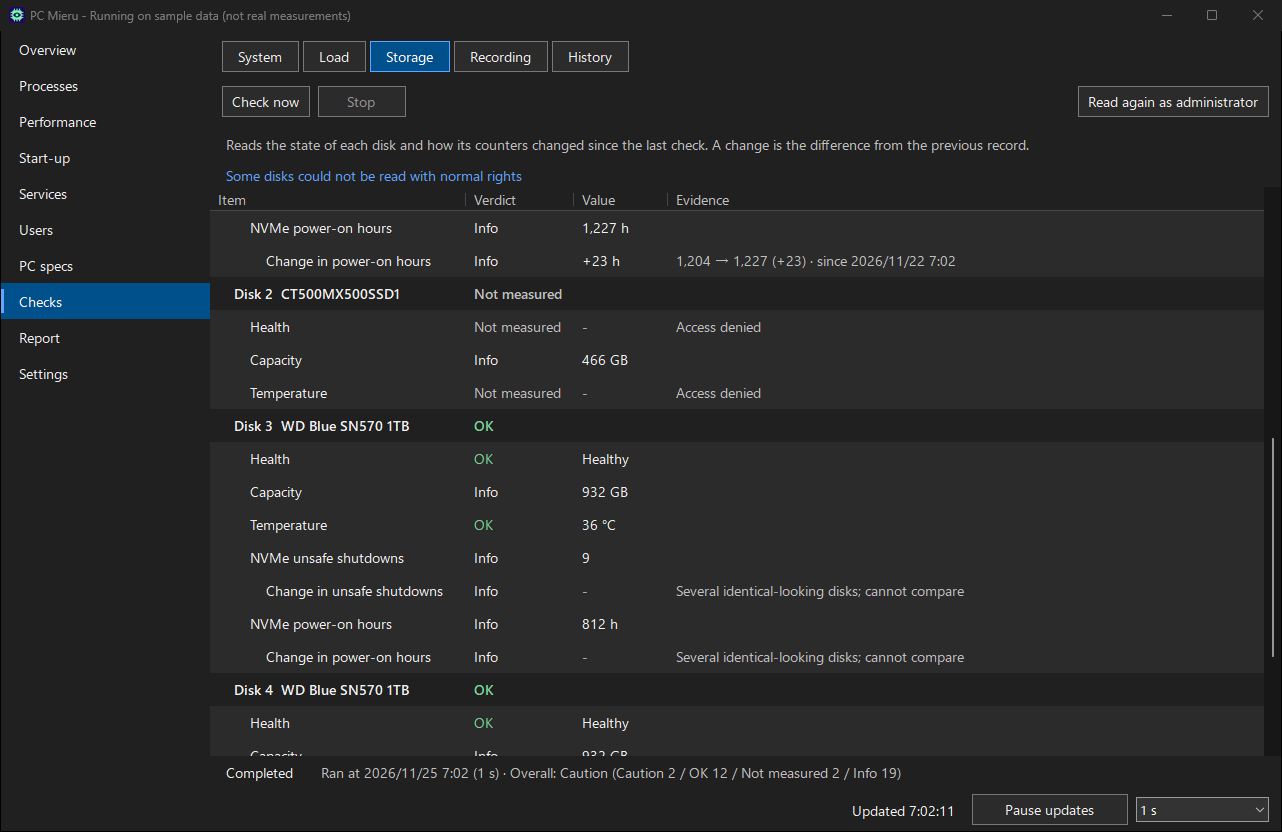 PC Mieru - Running on sample data (not real measurements)
Overview
Processes
Performance
Start-up
Services
Users
PC specs
Checks
Report
Settings
System Load Storage Recording History
Check now Stop Read again as administrator
Reads the state of each disk and how its counters changed since the last check. A change is the difference from the previous record.
Some disks could not be read with normal rights
Item Verdict Value Evidence
NVMe power-on hours Info 1,227 h
Change in power-on hours Info +23 h 1,204 → 1,227 (+23) · since 2026/11/22 7:02
Disk 2 CT500MX500SSD1 Not measured
Health Not measured - Access denied
Capacity Info 466 GB
Temperature Not measured - Access denied
Disk 3 WD Blue SN570 1TB OK
Health OK Healthy
Capacity Info 932 GB
Temperature OK 36 °C
NVMe unsafe shutdowns Info 9
Change in unsafe shutdowns Info - Several identical-looking disks; cannot compare
NVMe power-on hours Info 812 h
Change in power-on hours Info - Several identical-looking disks; cannot compare
Disk 4 WD Blue SN570 1TB OK
Health OK Healthy
Capacity Info 932 GB
Completed Ran at 2026/11/25 7:02 (1 s) · Overall: Caution (Caution 2 / OK 12 / Not measured 2 / Info 19)
Updated 7:02:11 Pause updates 1 s